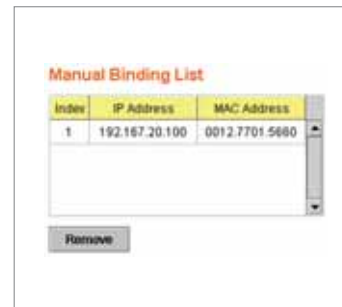 Manual Binding List
Index IP Address MAC Address
1 192.167.20.100 0012.7701.5660
Remove